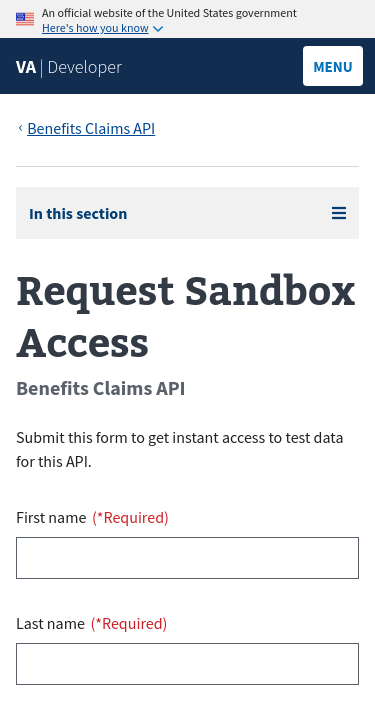 An official website of the United States government
Here's how you know
VA | Developer
MENU
‹ Benefits Claims API
In this section
Request Sandbox
Access
Benefits Claims API
Submit this form to get instant access to test data
for this API.
First name (*Required)
Last name (*Required)